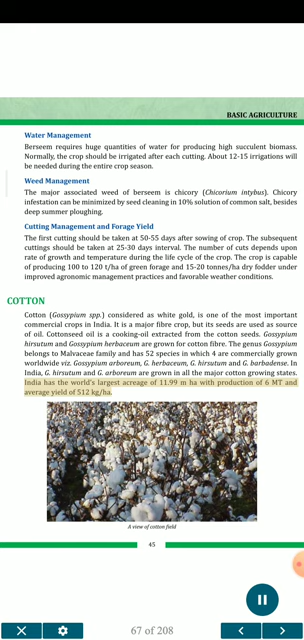 BASIC AGRICULTURE
Water Management
Berseem requires huge quantities of water for producing high succulent biomass.
Normally, the crop should be irrigated after each cutting. About 12-15 irrigations will
be needed during the entire crop season.
Weed Management
The major associated weed of berseem is chicory (Chicorium intybus). Chicory
infestation can be minimized by seed cleaning in 10% solution of common salt, besides
deep summer ploughing.
Cutting Management and Forage Yield
The first cutting should be taken at 50-55 days after sowing of crop. The subsequent
cuttings should be taken at 25-30 days interval. The number of cuts depends upon
rate of growth and temperature during the life cycle of the crop. The crop is capable
of producing 100 to 120 t/ha of green forage and 15-20 tonnes/ha dry fodder under
improved agronomic management practices and favorable weather conditions.
COTTON
Cotton (Gossypium spp.) considered as white gold, is one of the most important
commercial crops in India. It is a major fibre crop, but its seeds are used as source
of oil. Cottonseed oil is a cooking-oil extracted from the cotton seeds. Gossypium
hirsutum and Gossypium herbaceum are grown for cotton fibre. The genus Gossypium
belongs to Malvaceae family and has 52 species in which 4 are commercially grown
worldwide viz. Gossypium arboreum, G. herbaceum, G. hirsutum and G. barbadense. In
India, G. hirsutum and G. arboreum are grown in all the major cotton growing states.
India has the world's largest acreage of 11.99 m ha with production of 6 MT and
average yield of 512 kg/ha.
A view of cotton field
45
67 of 208